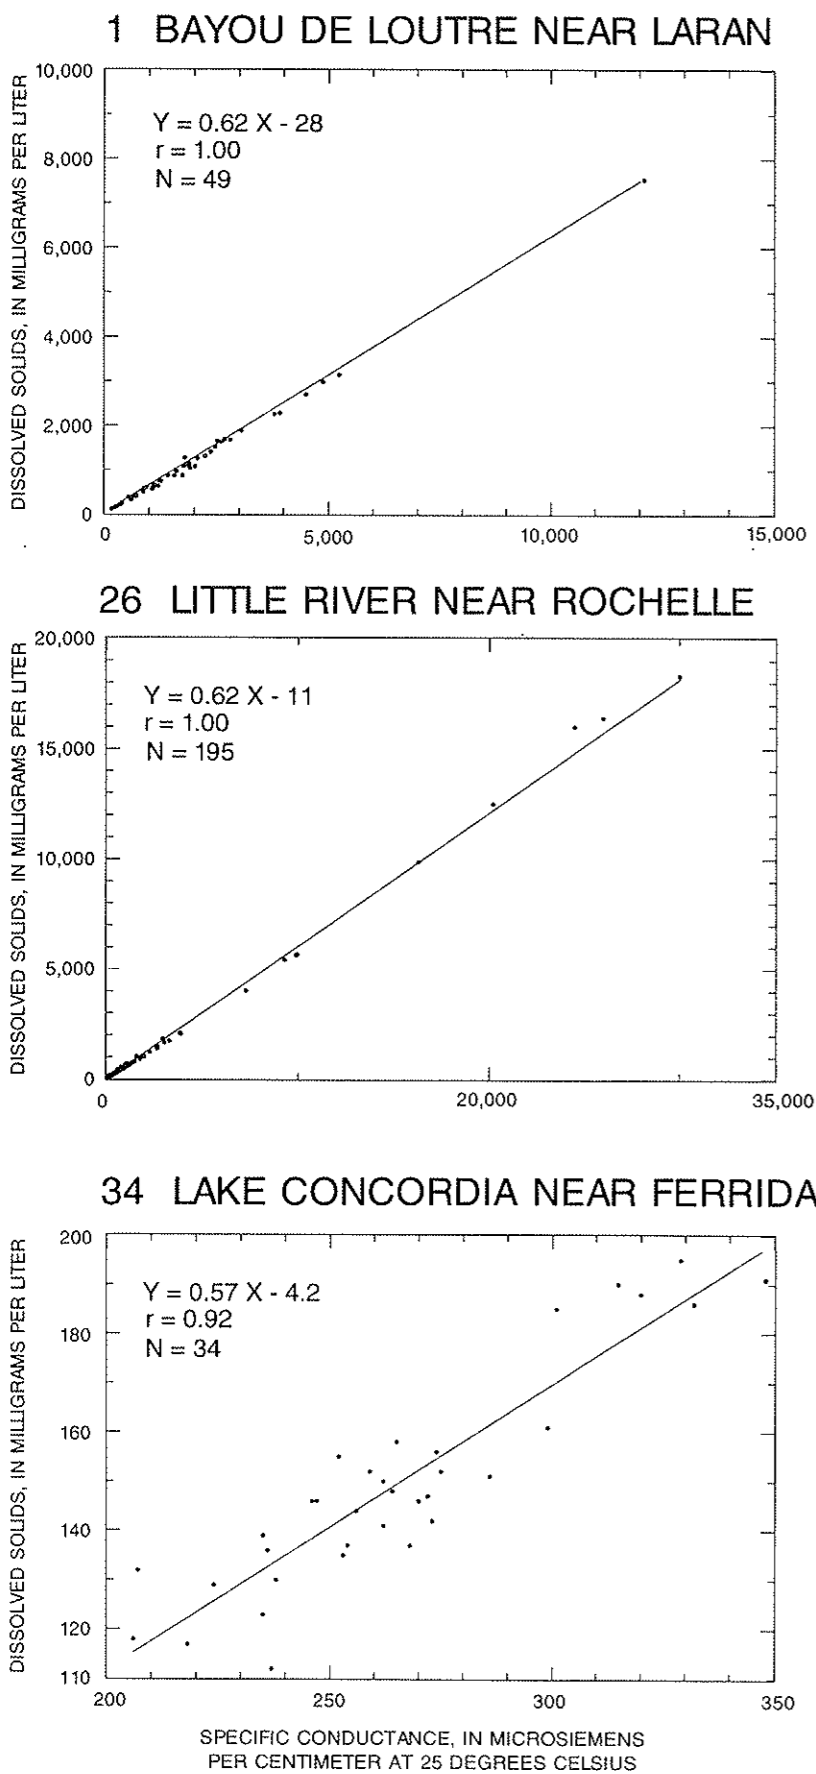 1 BAYOU DE LOUTRE NEAR LARAN
DISSOLVED SOLIDS, IN MILLIGRAMS PER LITER
10,000
8,000
6,000
4,000
2,000
0
Y = 0.62 X - 28
r = 1.00
N = 49
0 5,000 10,000 15,000
26 LITTLE RIVER NEAR ROCHELLE
DISSOLVED SOLIDS, IN MILLIGRAMS PER LITER
20,000
15,000
10,000
5,000
0
Y = 0.62 X - 11
r = 1.00
N = 195
0 20,000 35,000
34 LAKE CONCORDIA NEAR FERRIDA
DISSOLVED SOLIDS, IN MILLIGRAMS PER LITER
200
180
160
140
120
110
Y = 0.57 X - 4.2
r = 0.92
N = 34
200 250 300 350
SPECIFIC CONDUCTANCE, IN MICROSIEMENS
PER CENTIMETER AT 25 DEGREES CELSIUS